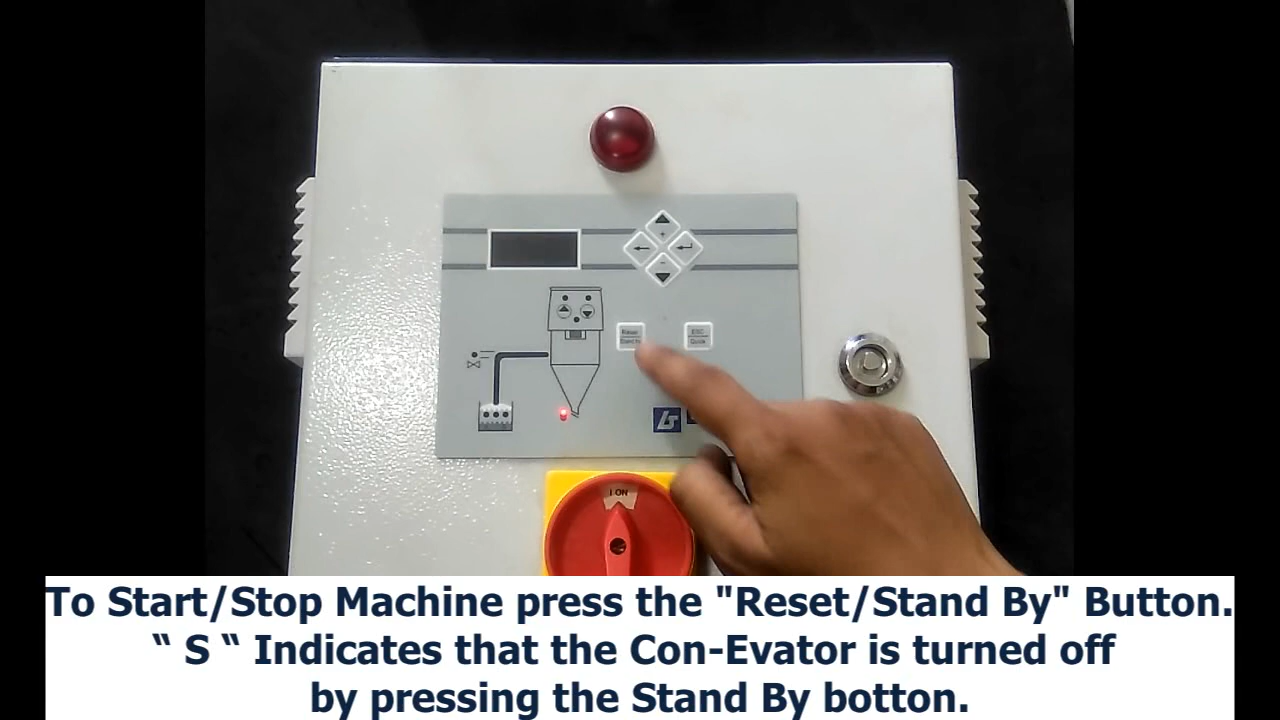 +
-
Reset
Stand by
ESC
Quick
I ON
To Start/Stop Machine press the "Reset/Stand By" Button.
“ S “ Indicates that the Con-Evator is turned off
by pressing the Stand By botton.